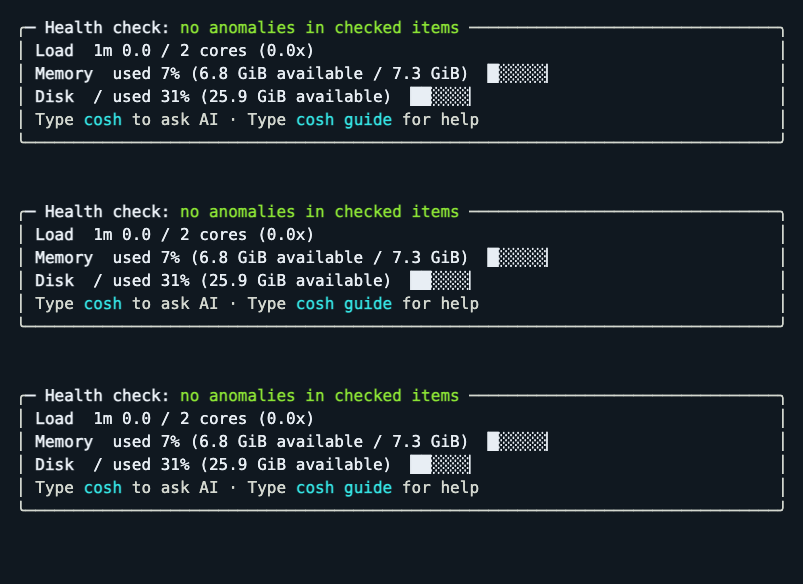 Health check: no anomalies in checked items
Load  1m 0.0 / 2 cores (0.0x)
Memory  used 7% (6.8 GiB available / 7.3 GiB)
Disk  / used 31% (25.9 GiB available)
Type cosh to ask AI · Type cosh guide for help
Health check: no anomalies in checked items
Load  1m 0.0 / 2 cores (0.0x)
Memory  used 7% (6.8 GiB available / 7.3 GiB)
Disk  / used 31% (25.9 GiB available)
Type cosh to ask AI · Type cosh guide for help
Health check: no anomalies in checked items
Load  1m 0.0 / 2 cores (0.0x)
Memory  used 7% (6.8 GiB available / 7.3 GiB)
Disk  / used 31% (25.9 GiB available)
Type cosh to ask AI · Type cosh guide for help